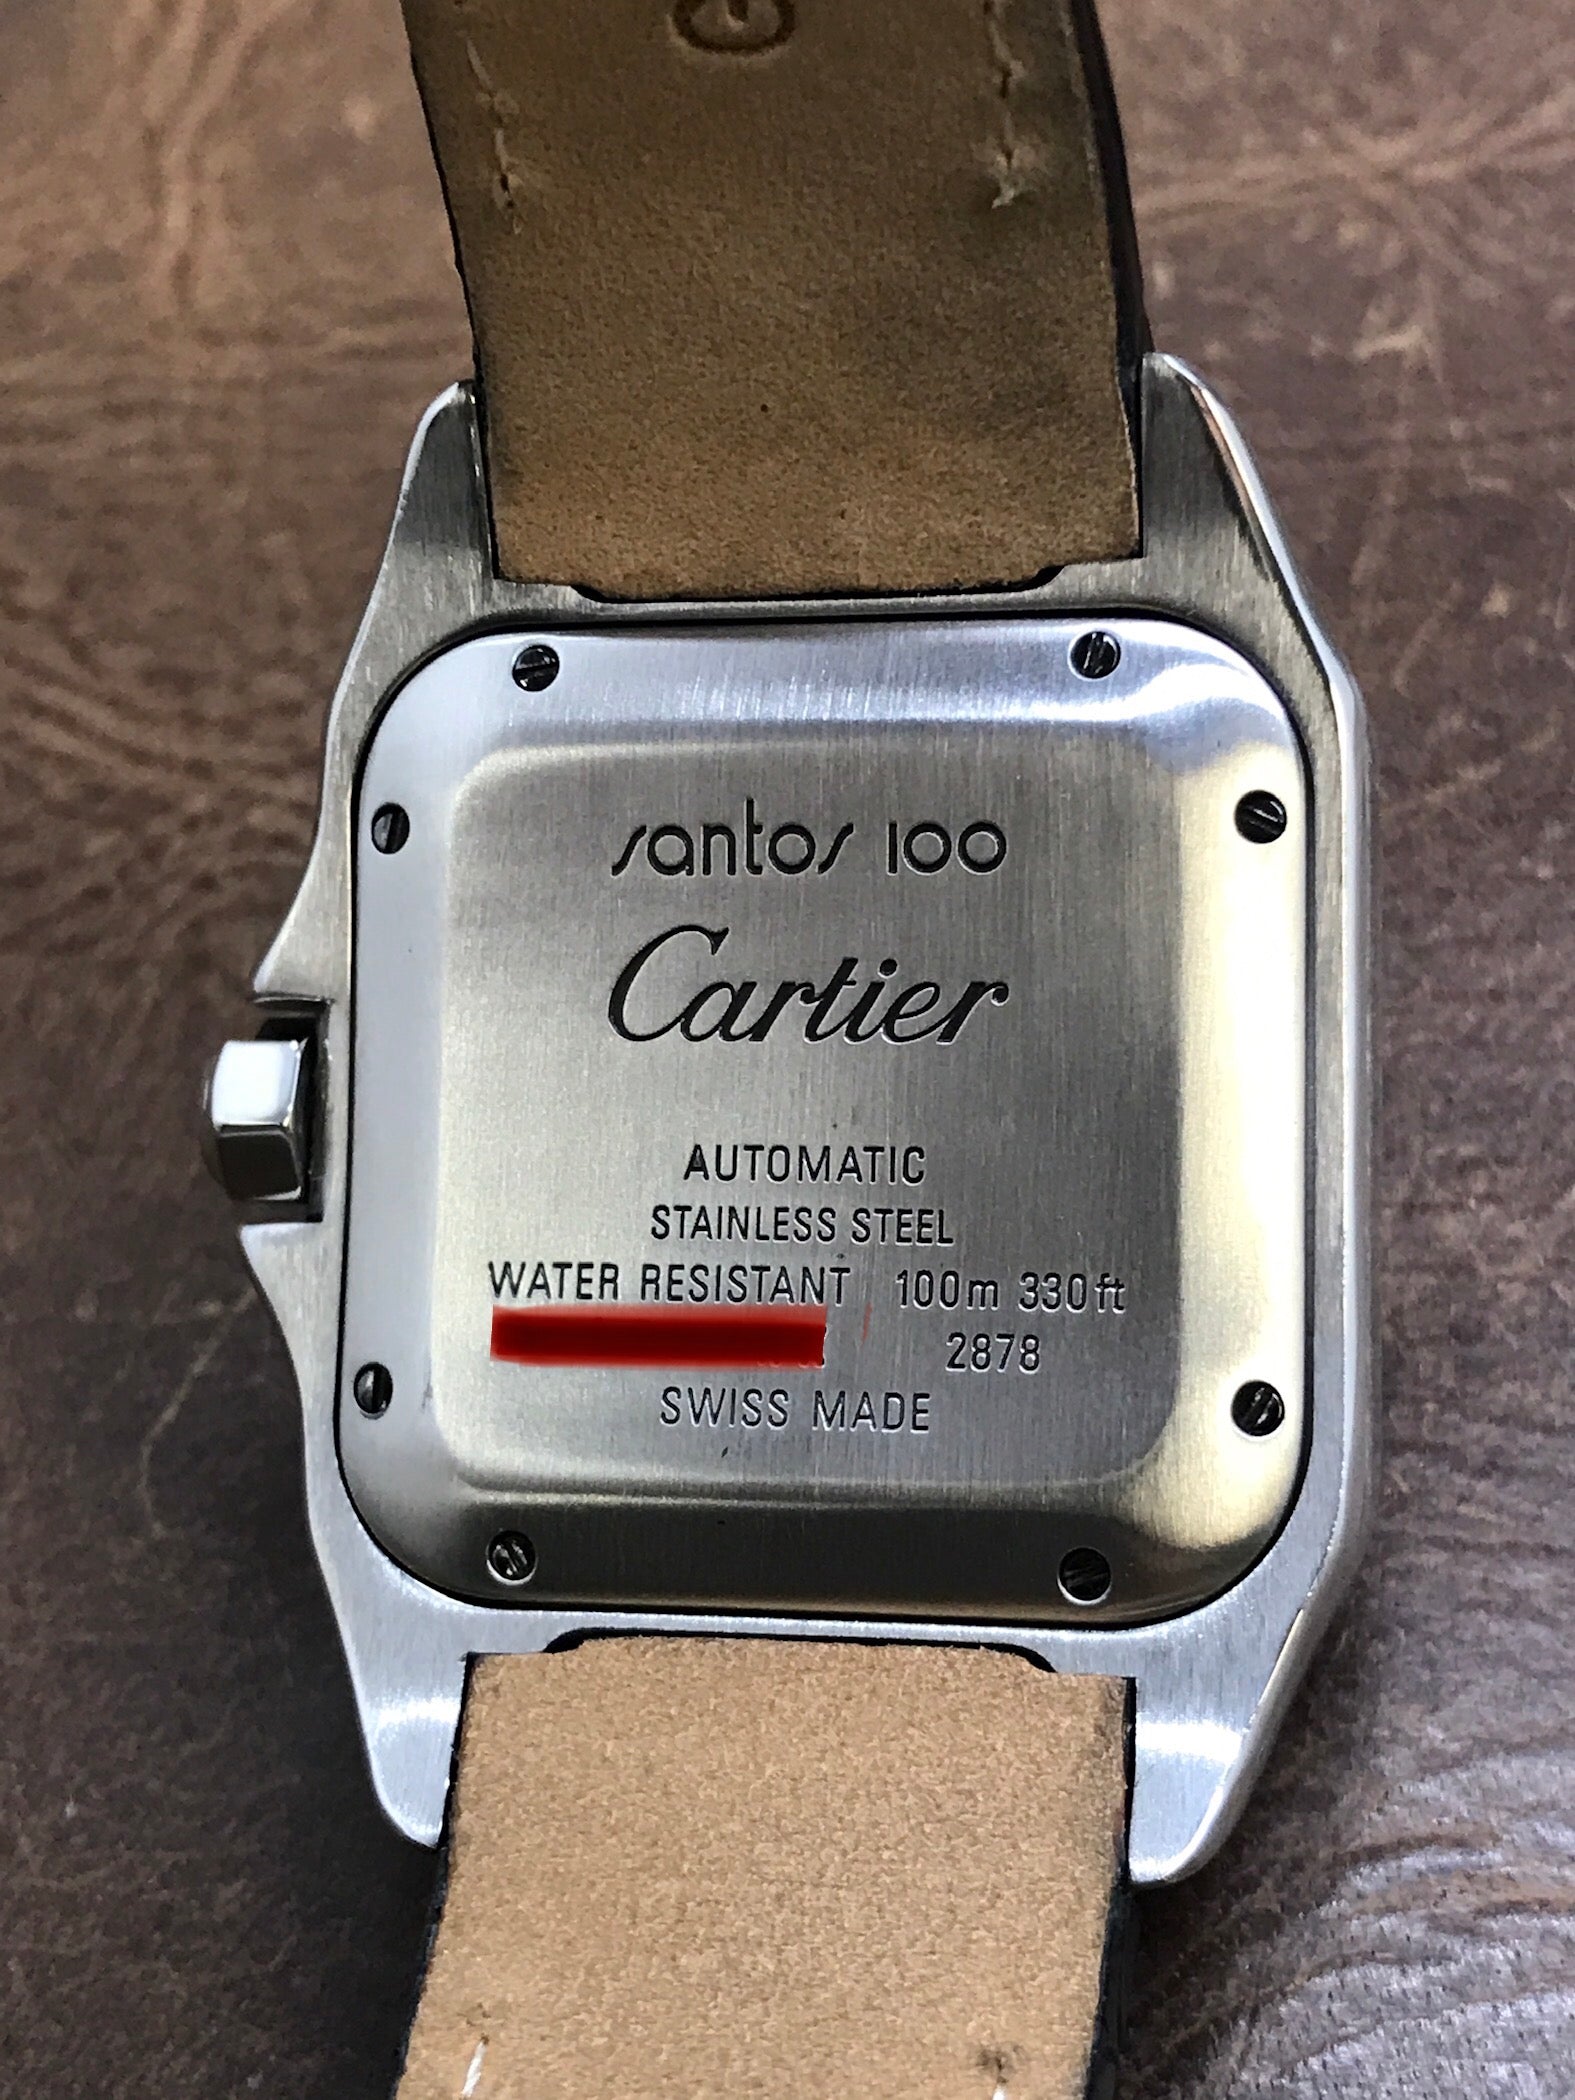 santos 100
Cartier
AUTOMATIC
STAINLESS STEEL
WATER RESISTANT 100m 330ft
2878
SWISS MADE